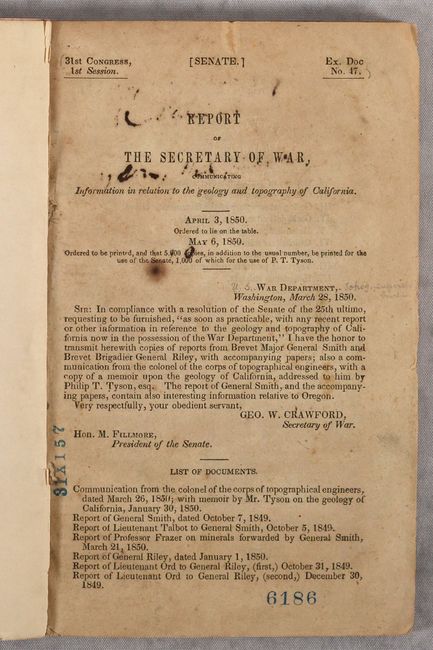 31st Congress,
1st Session.
[SENATE.]
Ex. Doc
No. 47.
REPORT
OF
THE SECRETARY OF WAR,
COMMUNICATING
Information in relation to the geology and topography of California.
April 3, 1850.
Ordered to lie on the table.
May 6, 1850.
Ordered to be printed, and that 5,000 copies, in addition to the usual number, be printed for the
use of the Senate, 1,000 of which for the use of P. T. Tyson.
U. S. War Department,
Washington, March 28, 1850.
Sir: In compliance with a resolution of the Senate of the 25th ultimo,
requesting to be furnished, "as soon as practicable, with any recent report
or other information in reference to the geology and topography of Cali-
fornia now in the possession of the War Department," I have the honor to
transmit herewith copies of reports from Brevet Major General Smith and
Brevet Brigadier General Riley, with accompanying papers; also a com-
munication from the colonel of the corps of topographical engineers, with a
copy of a memoir upon the geology of California, addressed to him by
Philip T. Tyson, esq. The report of General Smith, and the accompany-
ing papers, contain also interesting information relative to Oregon.
Very respectfully, your obedient servant,
GEO. W. CRAWFORD,
Secretary of War.
Hon. M. Fillmore,
President of the Senate.
LIST OF DOCUMENTS.
Communication from the colonel of the corps of topographical engineers,
dated March 26, 1850; with memoir by Mr. Tyson on the geology of
California, January 30, 1850.
Report of General Smith, dated October 7, 1849.
Report of Lieutenant Talbot to General Smith, October 5, 1849.
Report of Professor Frazer on minerals forwarded by General Smith,
March 21, 1850.
Report of General Riley, dated January 1, 1850.
Report of Lieutenant Ord to General Riley, (first,) October 31, 1849.
Report of Lieutenant Ord to General Riley, (second,) December 30,
1849.
31X157
6186